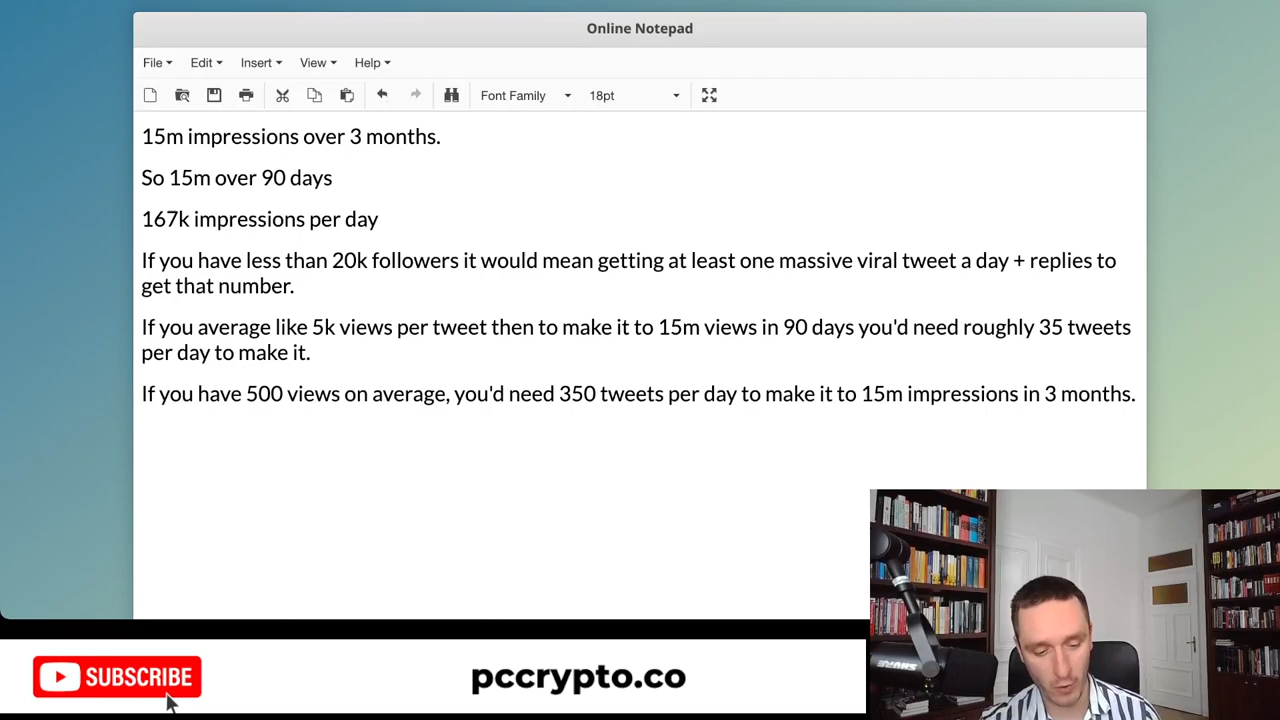 Online Notepad
File Edit Insert View Help
Font Family 18pt
15m impressions over 3 months.
So 15m over 90 days
167k impressions per day
If you have less than 20k followers it would mean getting at least one massive viral tweet a day + replies to
get that number.
If you average like 5k views per tweet then to make it to 15m views in 90 days you'd need roughly 35 tweets
per day to make it.
If you have 500 views on average, you'd need 350 tweets per day to make it to 15m impressions in 3 months.
SHURE
SUBSCRIBE
pccrypto.co